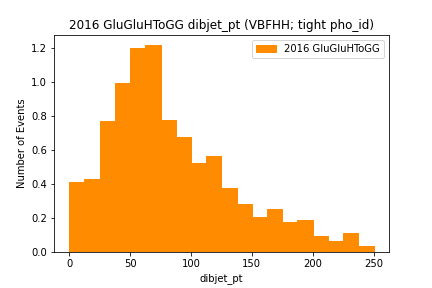 2016 GluGluHToGG dibjet_pt (VBFHH; tight pho_id)
2016 GluGluHToGG
Number of Events
1.2
1.0
0.8
0.6
0.4
0.2
0.0
0 50 100 150 200 250
dibjet_pt